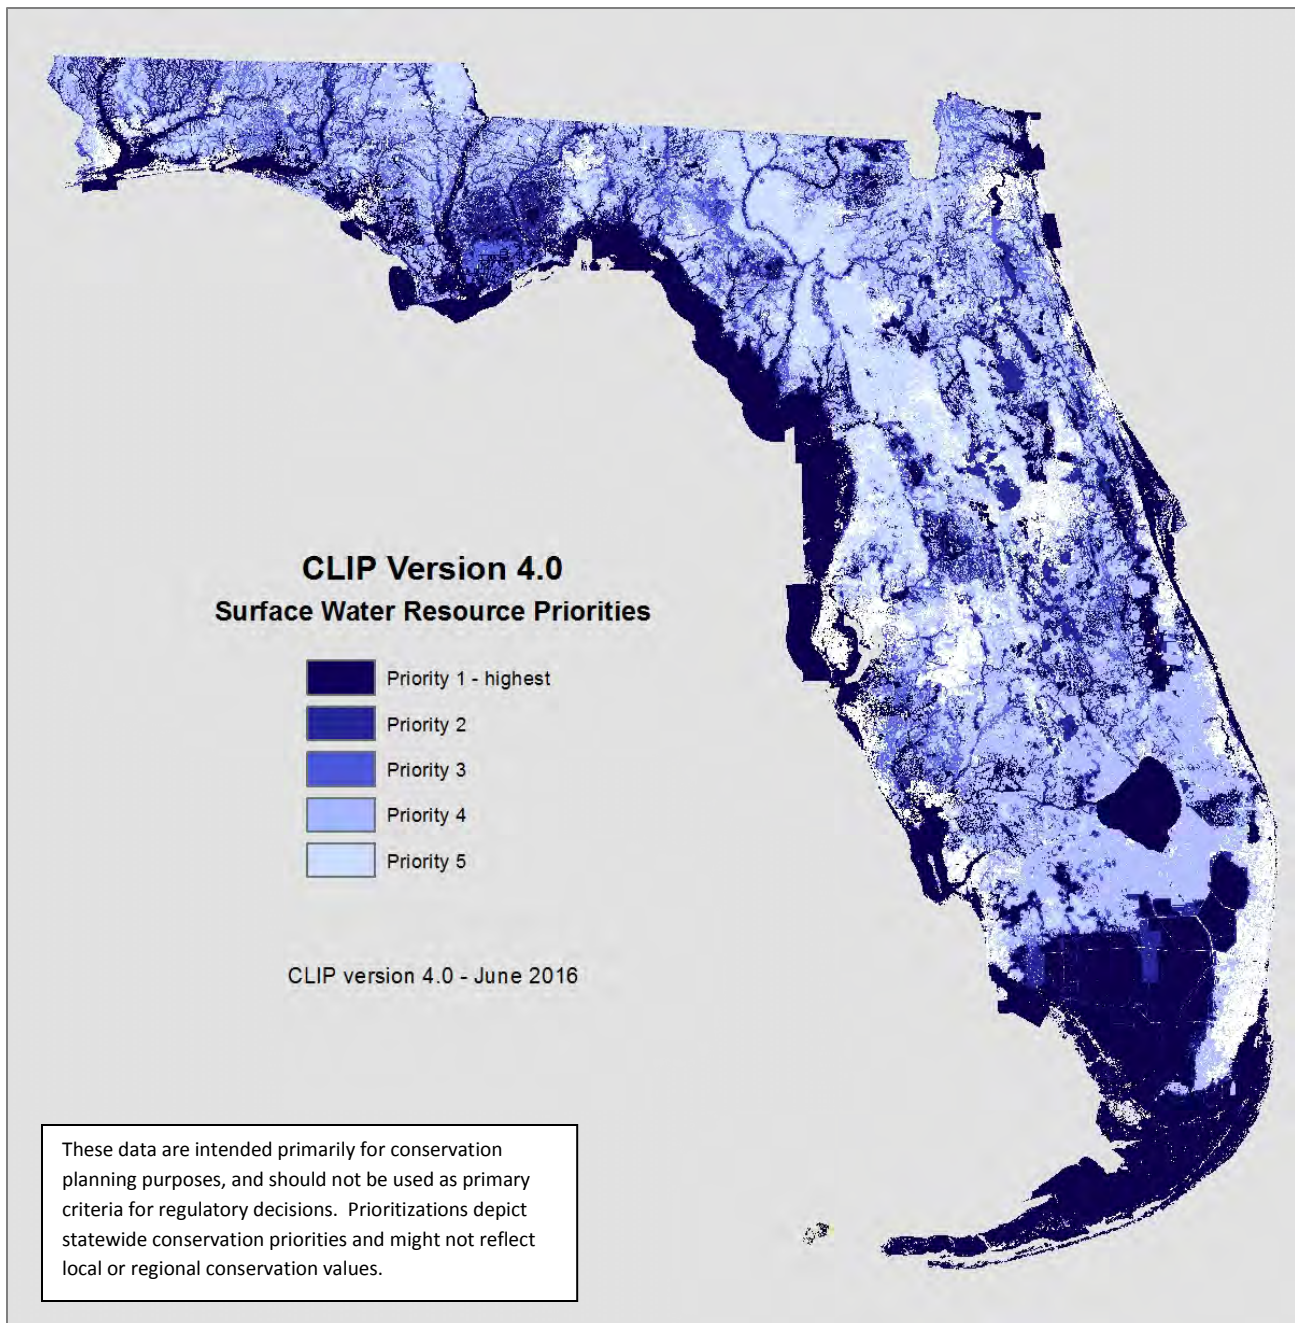 CLIP Version 4.0
Surface Water Resource Priorities
Priority 1 - highest
Priority 2
Priority 3
Priority 4
Priority 5
CLIP version 4.0 - June 2016
These data are intended primarily for conservation
planning purposes, and should not be used as primary
criteria for regulatory decisions.  Prioritizations depict
statewide conservation priorities and might not reflect
local or regional conservation values.